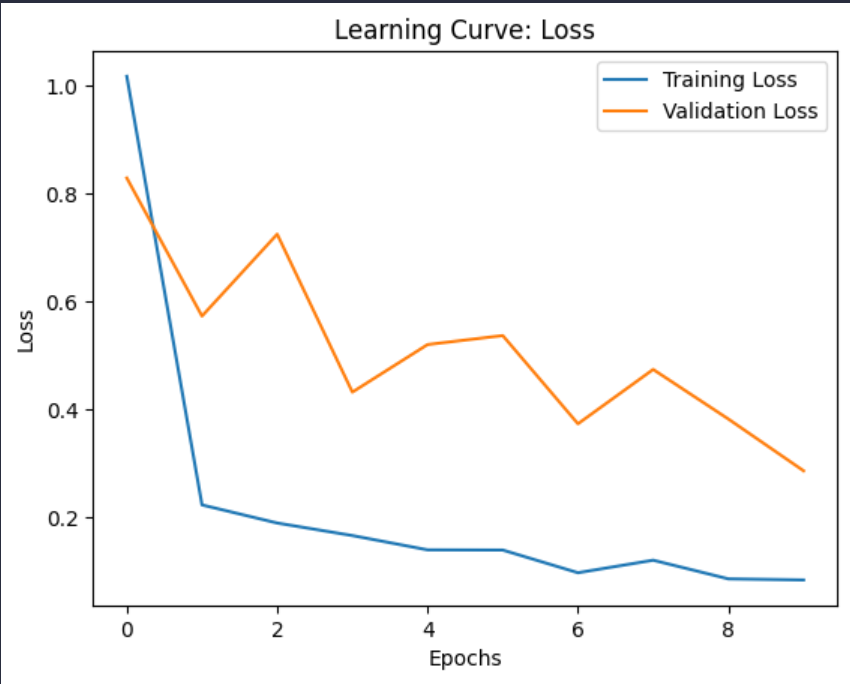 Learning Curve: Loss
Training Loss
Validation Loss
1.0
0.8
0.6
0.4
0.2
Loss
0 2 4 6 8
Epochs